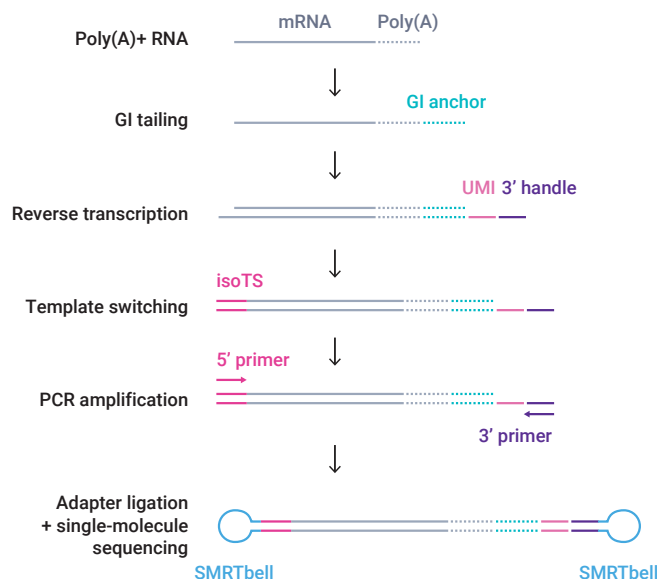 mRNA
Poly(A)
Poly(A)+ RNA
GI anchor
GI tailing
UMI 3’ handle
Reverse transcription
isoTS
Template switching
5’ primer
PCR amplification
3’ primer
Adapter ligation
+ single-molecule
sequencing
SMRTbell
SMRTbell